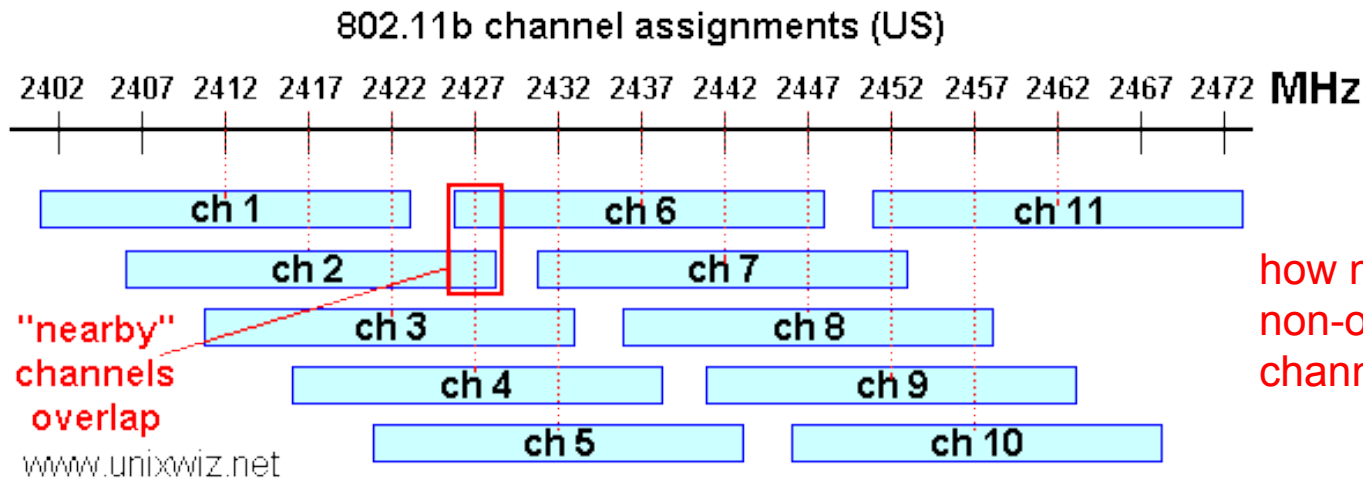 802.11b channel assignments (US)
2402 2407 2412 2417 2422 2427 2432 2437 2442 2447 2452 2457 2462 2467 2472 MHz
ch 1 ch 6 ch 11
ch 2 ch 7
ch 3 ch 8
ch 4 ch 9
ch 5 ch 10
"nearby"
channels
overlap
www.unixwiz.net
how